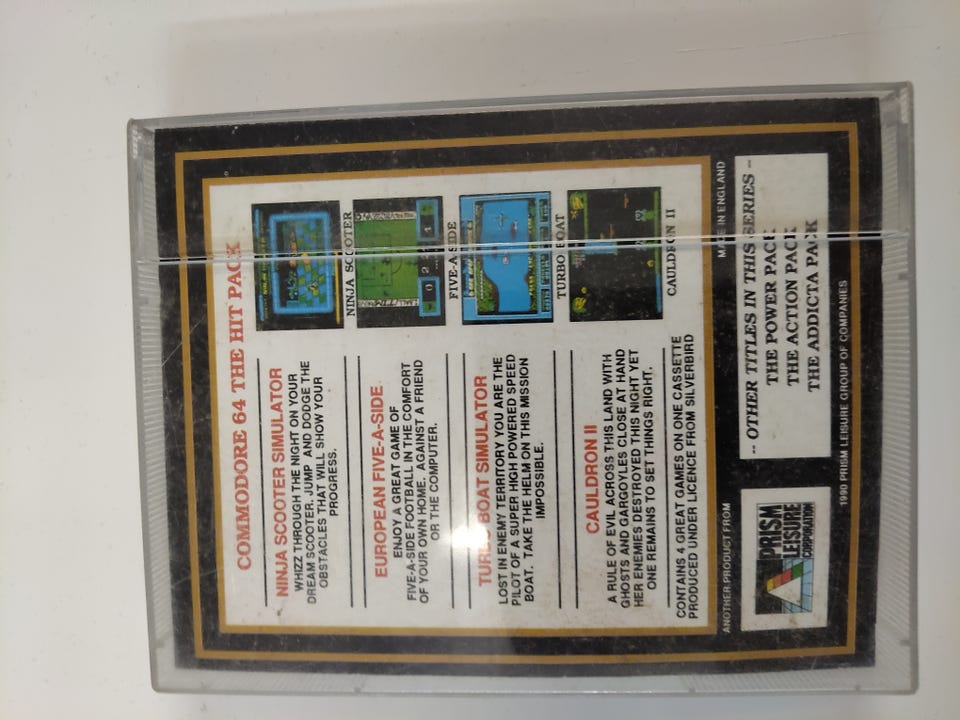 COMMODORE 64 THE HIT PACK
NINJA SCOOTER SIMULATOR
WHIZZ THROUGH THE NIGHT ON YOUR
DREAM SCOOTER. JUMP AND DODGE THE
OBSTACLES THAT WILL SHOW YOUR
PROGRESS.
NINJA SCOOTER
EUROPEAN FIVE-A-SIDE
ENJOY A GREAT GAME OF
FIVE-A-SIDE FOOTBALL IN THE COMFORT
OF YOUR OWN HOME. AGAINST A FRIEND
OR THE COMPUTER.
FIVE-A-SIDE
TURBO BOAT SIMULATOR
LOST IN ENEMY TERRITORY YOU ARE THE
PILOT OF A SUPER HIGH POWERED SPEED
BOAT. TAKE THE HELM ON THIS MISSION
IMPOSSIBLE.
TURBO BOAT
CAULDRON II
A RULE OF EVIL ACROSS THIS LAND WITH
GHOSTS AND GARGOYLES CLOSE AT HAND
HER ENEMIES DESTROYED THIS NIGHT YET
ONE REMAINS TO SET THINGS RIGHT.
CAULDRON II
CONTAINS 4 GREAT GAMES ON ONE CASSETTE
PRODUCED UNDER LICENCE FROM SILVERBIRD
ANOTHER PRODUCT FROM
MADE IN ENGLAND
PRISM
LEISURE
CORPORATION
-- OTHER TITLES IN THIS SERIES --
THE POWER PACK
THE ACTION PACK
THE ADDICTA PACK
1990 PRISM LEISURE GROUP OF COMPANIES